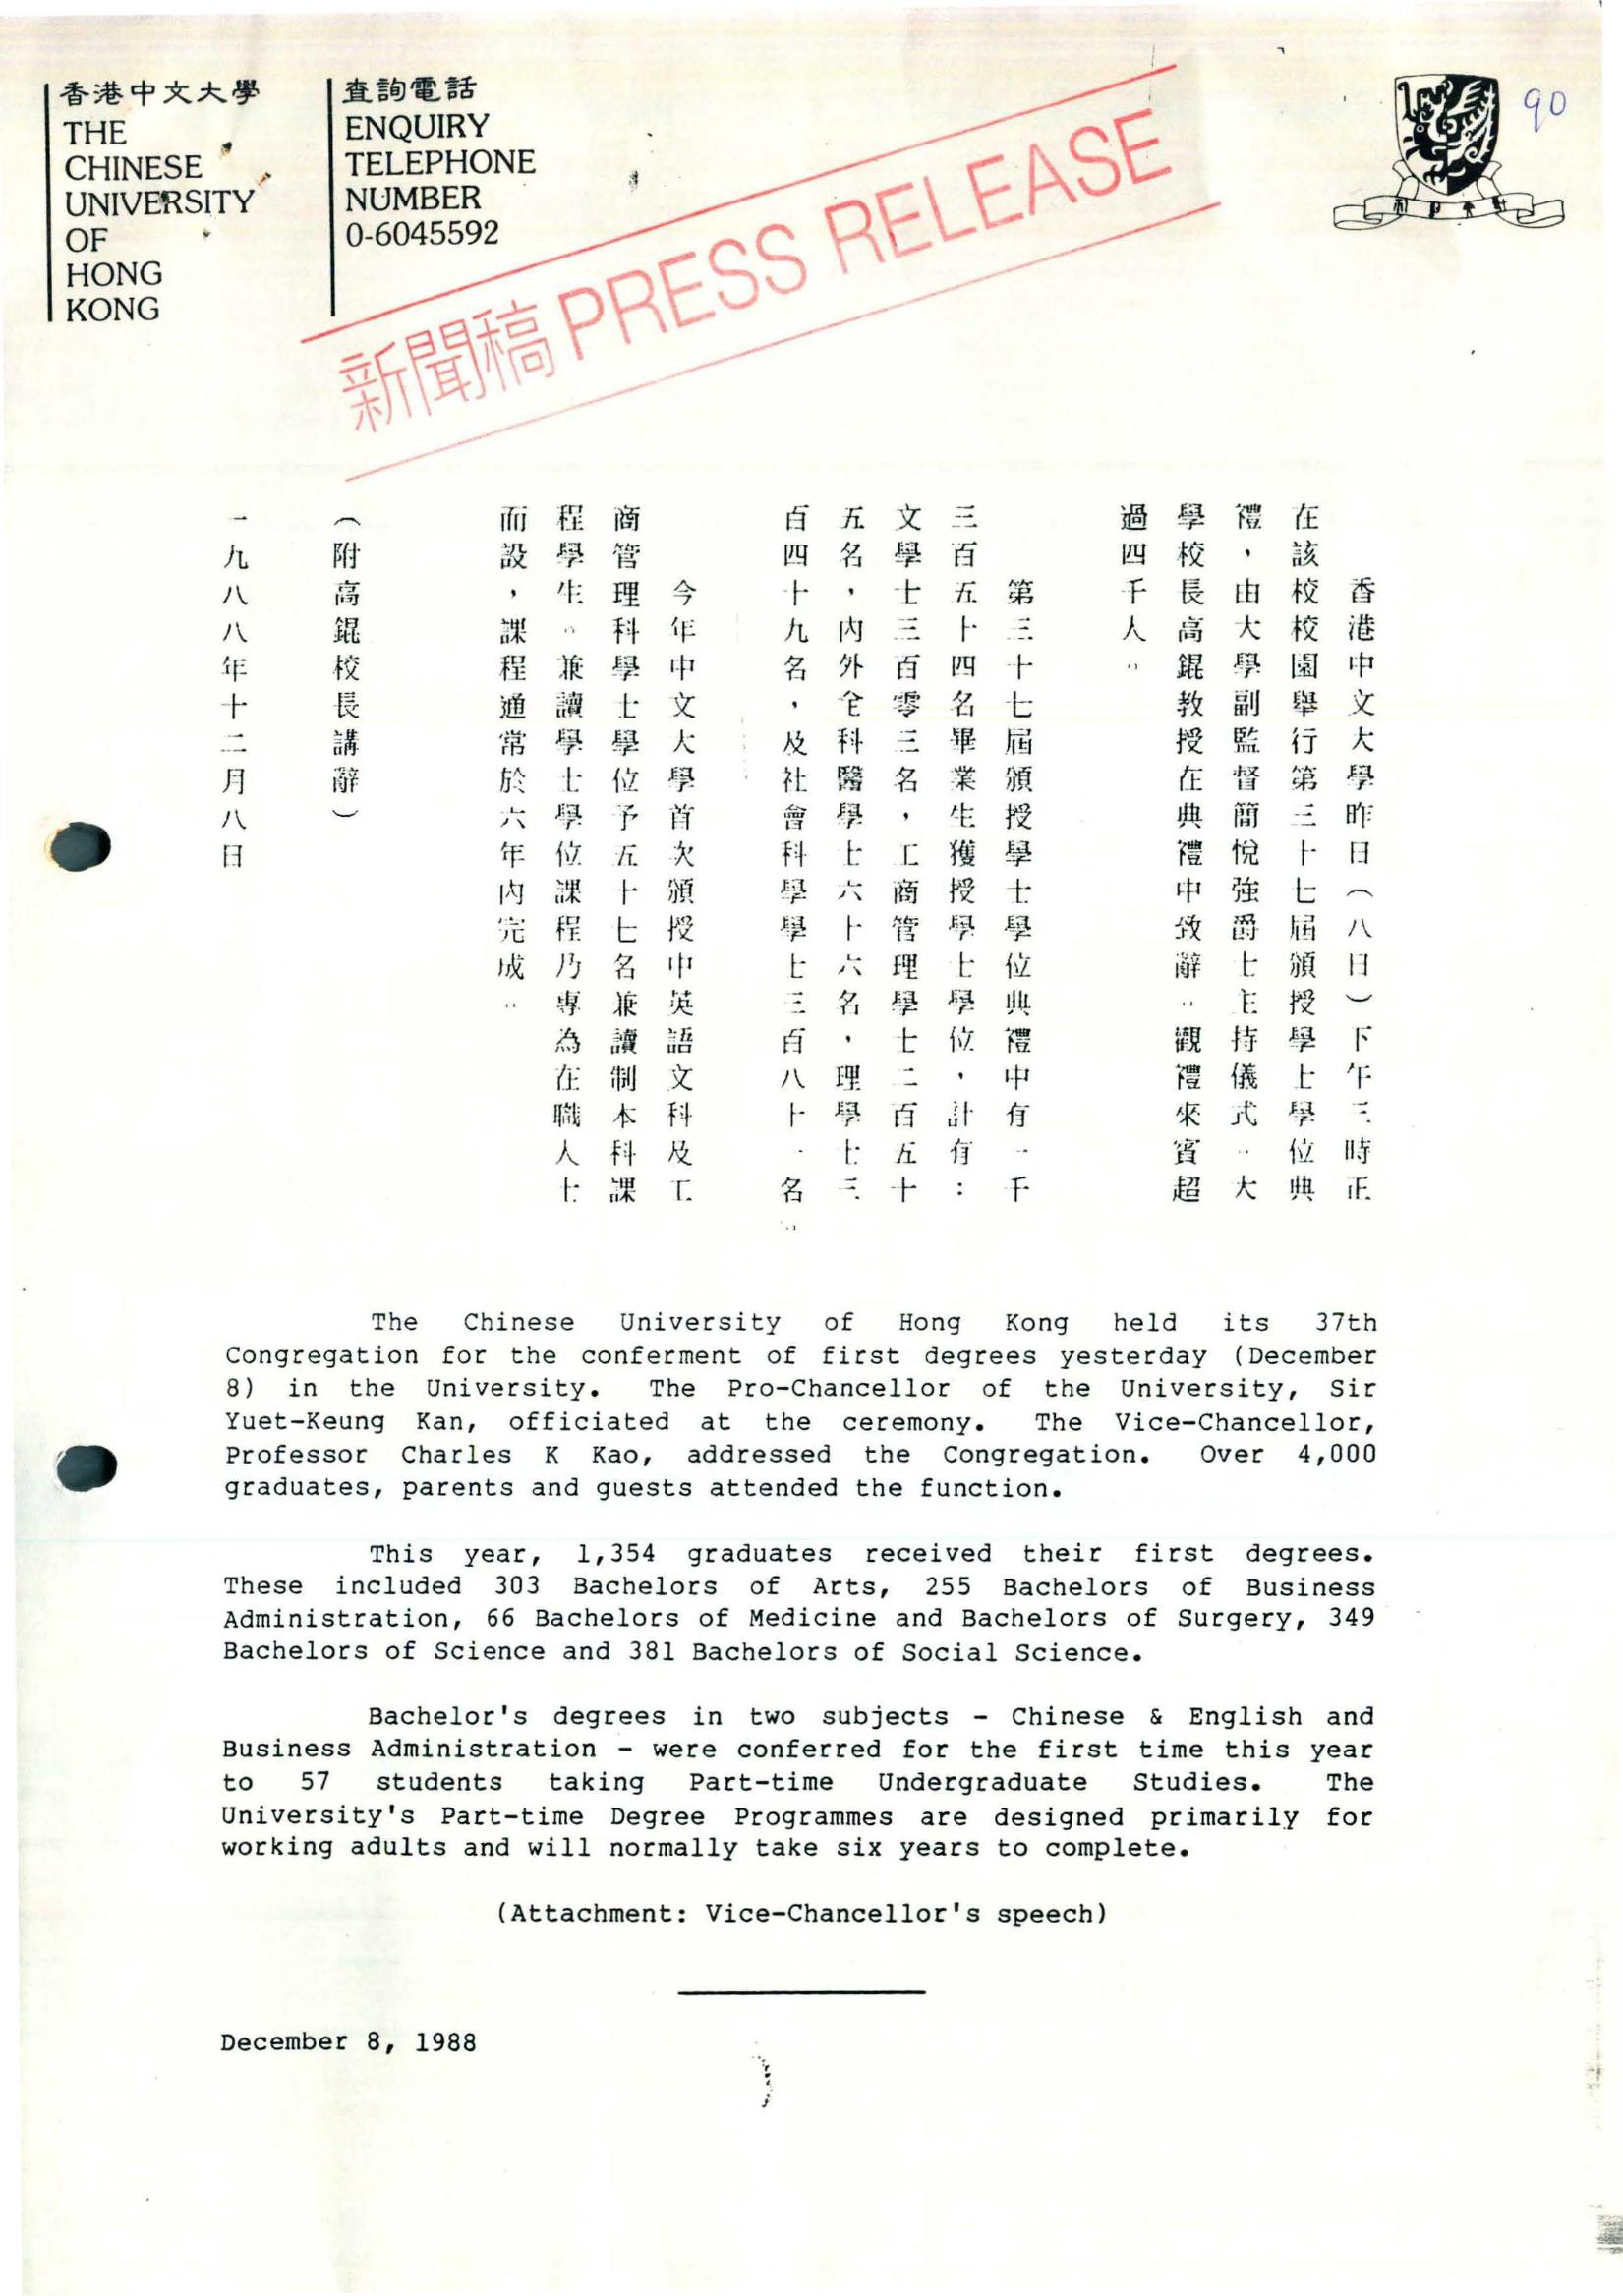 香港中文大學
THE
CHINESE
UNIVERSITY
OF
HONG
KONG
查詢電話
ENQUIRY
TELEPHONE
NUMBER
0-6045592
新聞稿 PRESS RELEASE
90
香港中文大學昨日（八日）下午三時正
在該校校園舉行第三十七屆頒授學士學位典
禮，由大學副監督簡悅強爵士主持儀式。大
學校長高錕教授在典禮中致辭。觀禮來賓超
過四千人。
第三十七屆頒授學士學位典禮中有一千
三百五十四名畢業生獲授學士學位，計有：
文學士三百零三名，工商管理學士二百五十
五名，內外全科醫學士六十六名，理學士三
百四十九名，及社會科學學士三百八十一名。
今年中文大學首次頒授中英語文科及工
商管理科學士學位予五十七名兼讀制本科課
程學生。兼讀學士學位課程乃專為在職人士
而設，課程通常於六年內完成。
（附高錕校長講辭）
一九八八年十二月八日
The Chinese University of Hong Kong held its 37th
Congregation for the conferment of first degrees yesterday (December
8) in the University. The Pro-Chancellor of the University, Sir
Yuet-Keung Kan, officiated at the ceremony. The Vice-Chancellor,
Professor Charles K Kao, addressed the Congregation. Over 4,000
graduates, parents and guests attended the function.
This year, 1,354 graduates received their first degrees.
These included 303 Bachelors of Arts, 255 Bachelors of Business
Administration, 66 Bachelors of Medicine and Bachelors of Surgery, 349
Bachelors of Science and 381 Bachelors of Social Science.
Bachelor's degrees in two subjects - Chinese & English and
Business Administration - were conferred for the first time this year
to 57 students taking Part-time Undergraduate Studies. The
University's Part-time Degree Programmes are designed primarily for
working adults and will normally take six years to complete.
(Attachment: Vice-Chancellor's speech)
December 8, 1988